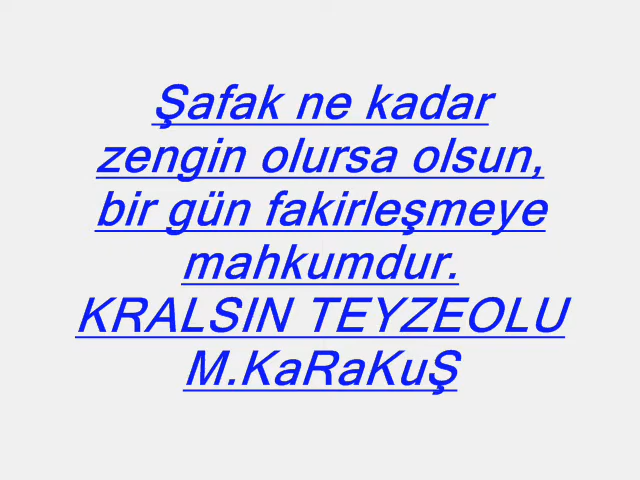 Şafak ne kadar
zengin olursa olsun,
bir gün fakirleşmeye
mahkumdur.
KRALSIN TEYZEOLU
M.KaRaKuŞ